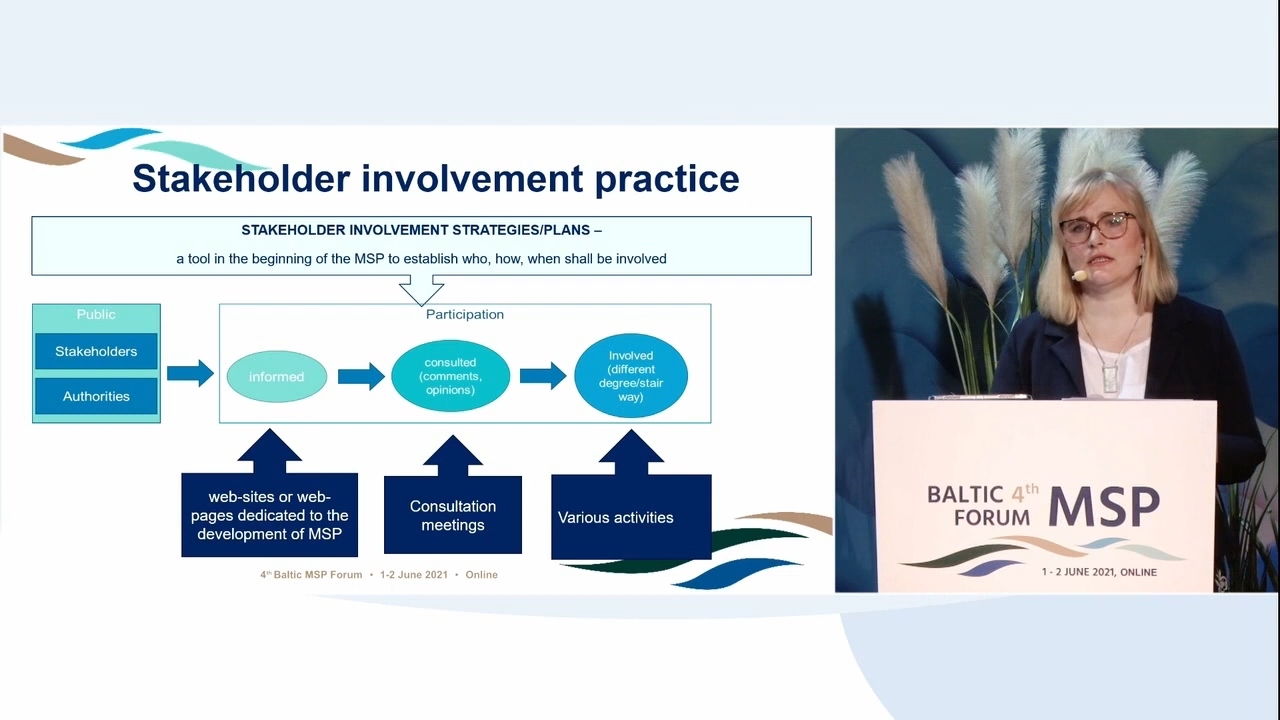 Stakeholder involvement practice
STAKEHOLDER INVOLVEMENT STRATEGIES/PLANS –
a tool in the beginning of the MSP to establish who, how, when shall be involved
Public
Stakeholders
Authorities
Participation
informed
consulted
(comments,
opinions)
Involved
(different
degree/stair
way)
web-sites or web-
pages dedicated to the
development of MSP
Consultation
meetings
Various activities
4th Baltic MSP Forum • 1-2 June 2021 • Online
BALTIC 4th
FORUM MSP
1 - 2 JUNE 2021, ONLINE